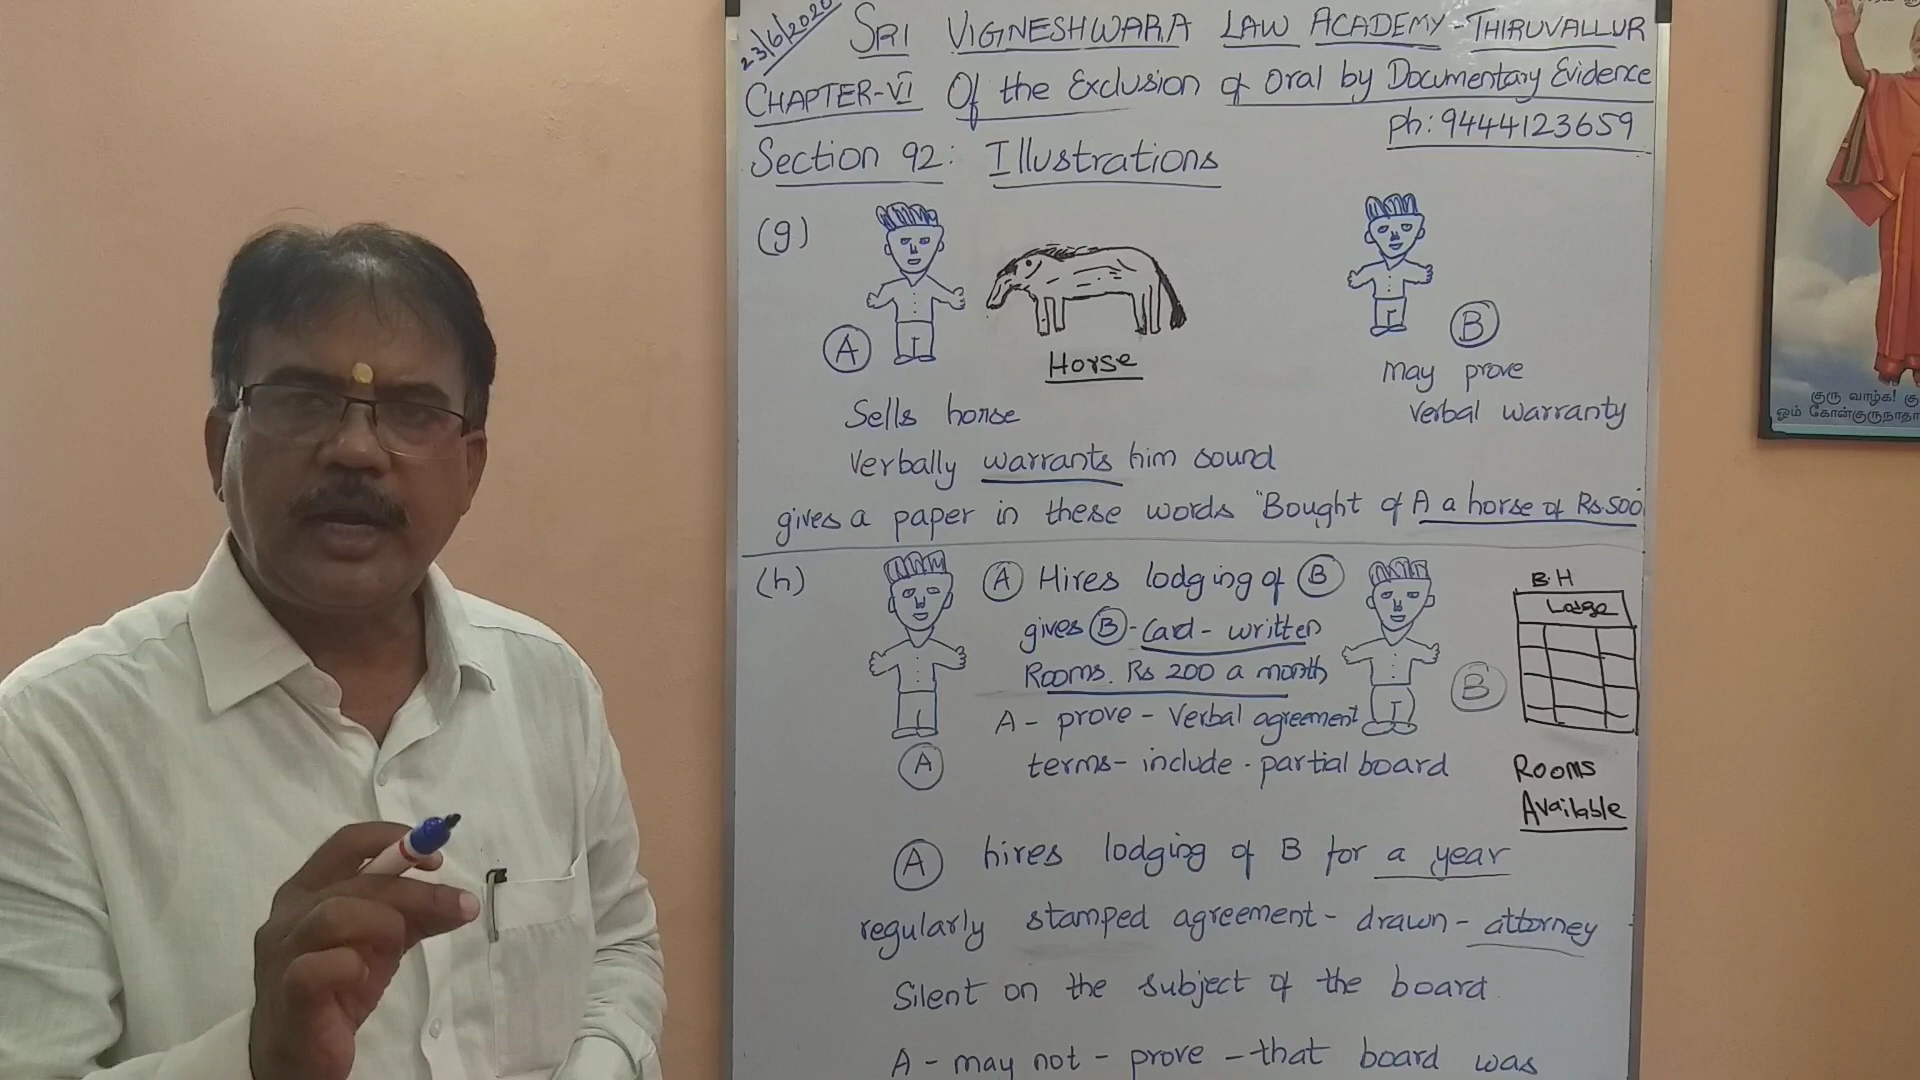 23/6/2020
SRI VIGNESHWARA LAW ACADEMY-THIRUVALLUR
CHAPTER-VI Of the Exclusion of Oral by Documentary Evidence
Ph: 9444123659
Section 92: Illustrations
(g)
A
B
Horse
may prove
verbal warranty
Sells horse
Verbally warrants him sound
gives a paper in these words "Bought of A a horse of Rs.500
(h)
A Hires lodging of B
gives B - Card - written
Rooms. Rs 200 a month
A - prove - Verbal agreement
terms - include - partial board
A
B
B.H
Lodge
Rooms
Available
A hires lodging of B for a year
regularly stamped agreement - drawn - attorney
Silent on the subject of the board.
A - may not - prove - that board was
குரு வாழ்க! கு
ஓம் கோன்குருநாதா